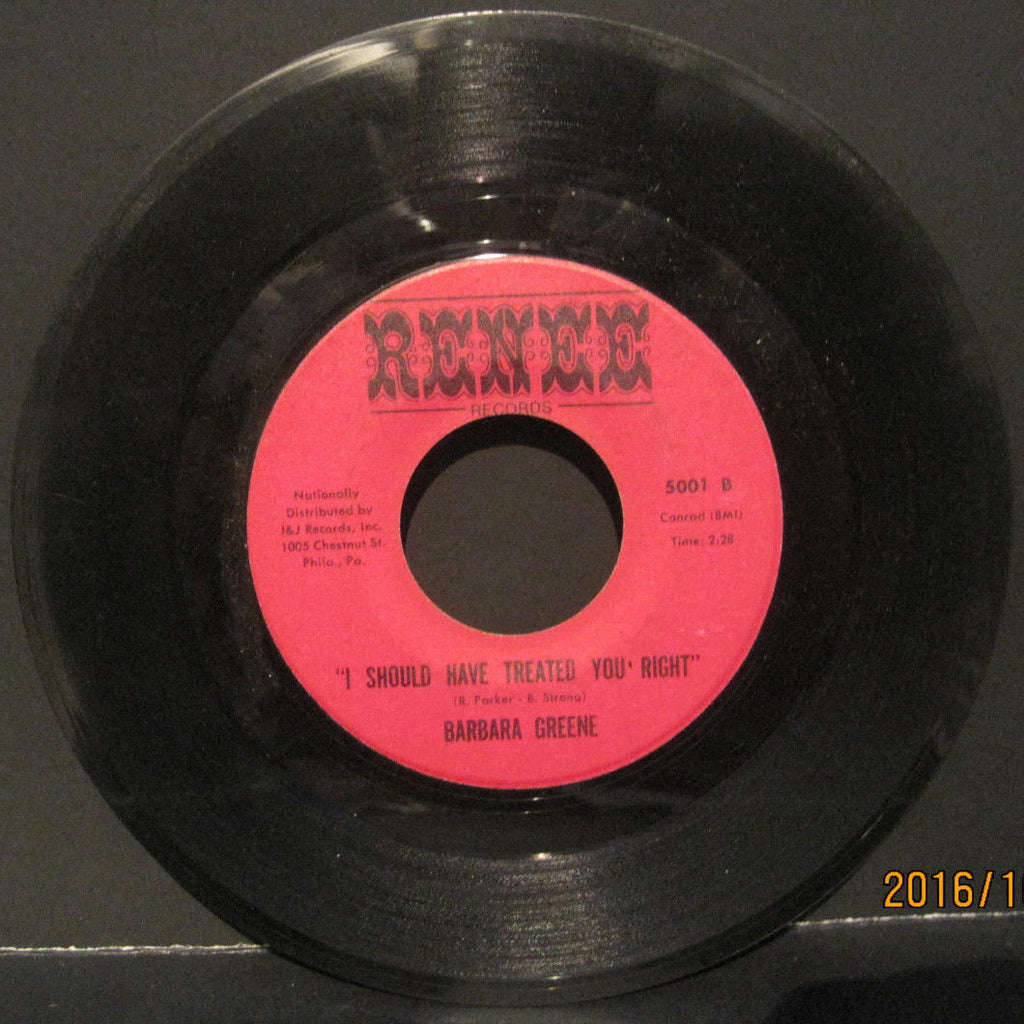 RENEE
RECORDS
Nationally
Distributed by
J&J Records, Inc.
1005 Chestnut St.
Phila., Pa.
5001 B
Conrad (BMI)
Time: 2:28
"I SHOULD HAVE TREATED YOU' RIGHT"
(R. Parker - B. Strong)
BARBARA GREENE
2016/1